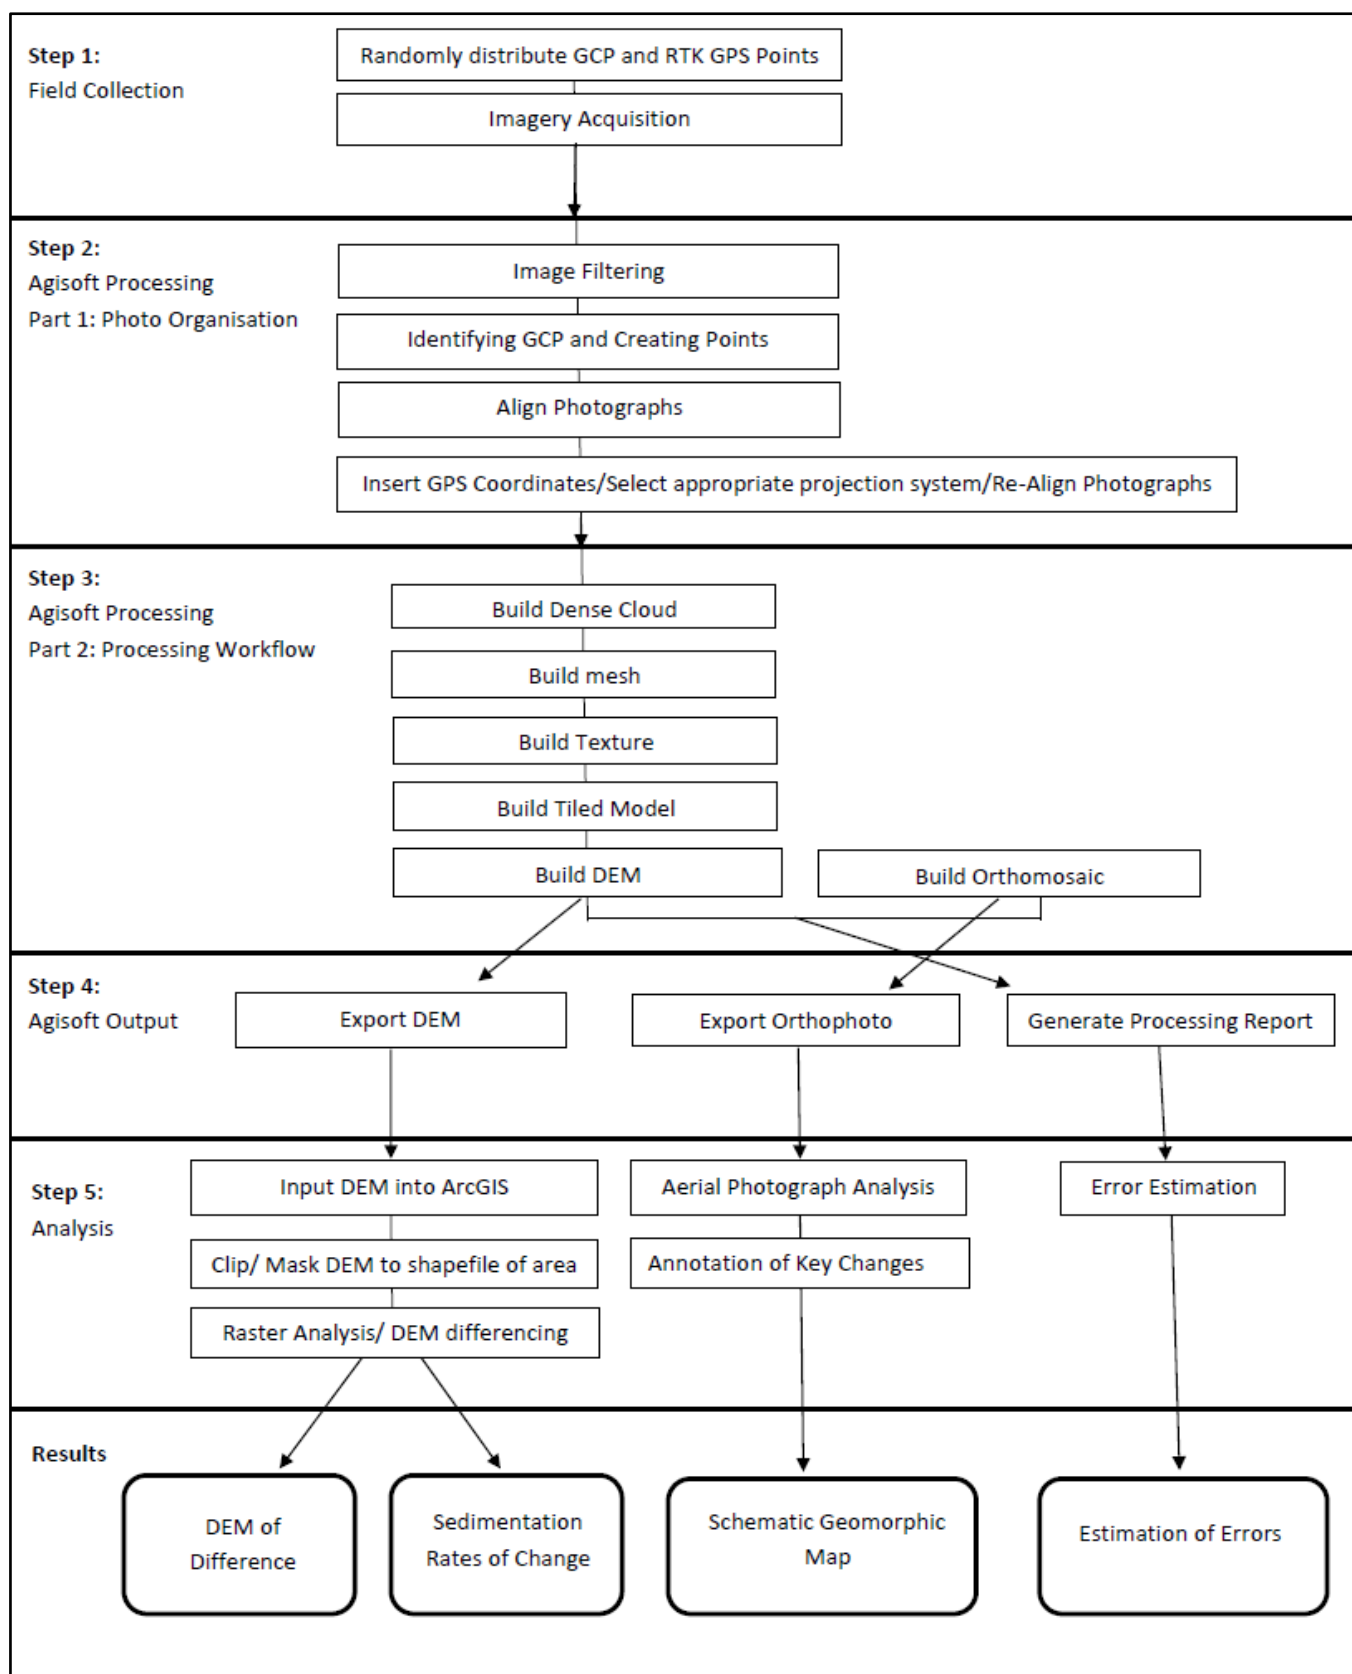 Step 1:
Field Collection
Randomly distribute GCP and RTK GPS Points
Imagery Acquisition
Step 2:
Agisoft Processing
Part 1: Photo Organisation
Image Filtering
Identifying GCP and Creating Points
Align Photographs
Insert GPS Coordinates/Select appropriate projection system/Re-Align Photographs
Step 3:
Agisoft Processing
Part 2: Processing Workflow
Build Dense Cloud
Build mesh
Build Texture
Build Tiled Model
Build DEM
Build Orthomosaic
Step 4:
Agisoft Output
Export DEM
Export Orthophoto
Generate Processing Report
Step 5:
Analysis
Input DEM into ArcGIS
Aerial Photograph Analysis
Error Estimation
Clip/ Mask DEM to shapefile of area
Annotation of Key Changes
Raster Analysis/ DEM differencing
Results
DEM of
Difference
Sedimentation
Rates of Change
Schematic Geomorphic
Map
Estimation of Errors